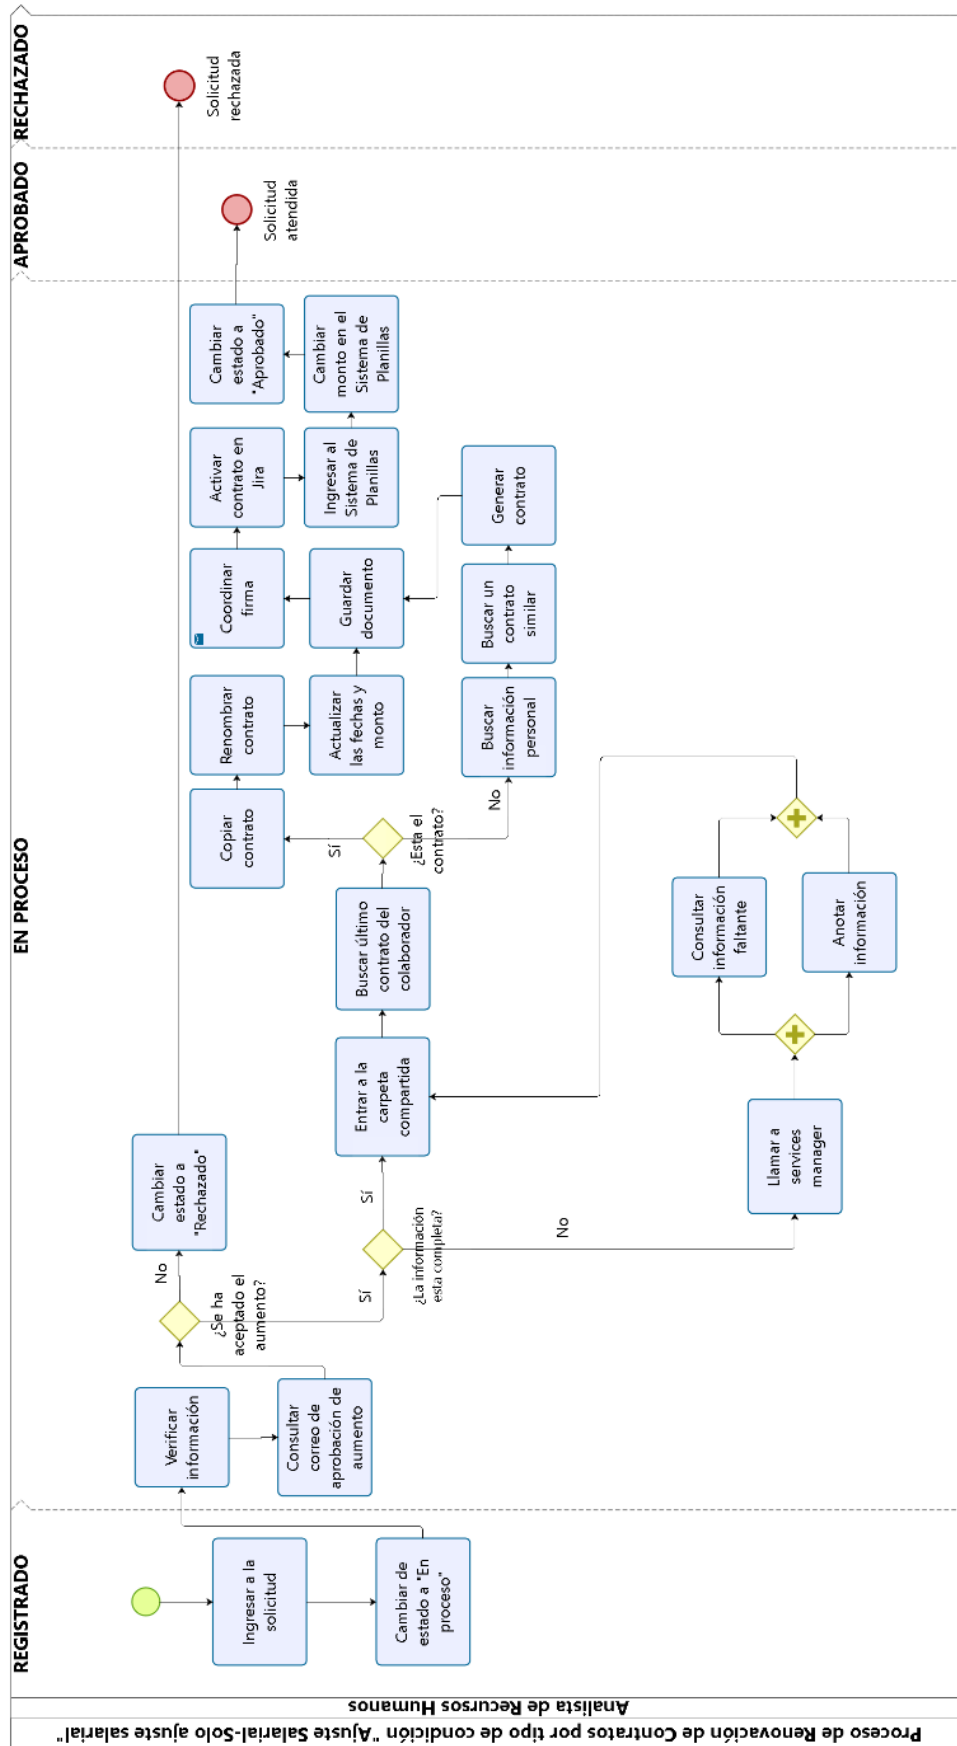 Proceso de Renovación de Contratos por tipo de condición "Ajuste Salarial-Solo ajuste salarial"
Analista de Recursos Humanos
REGISTRADO
EN PROCESO
APROBADO
RECHAZADO
Ingresar a la
solicitud
Cambiar de
estado a "En
proceso"
Verificar
información
Consultar
correo de
aprobación de
aumento
¿Se ha
aceptado el
aumento?
No
Cambiar
estado a
"Rechazado"
Solicitud
rechazada
Sí
¿La información
esta completa?
Sí
No
Llamar a
services
manager
Consultar
información
faltante
Anotar
información
Entrar a la
carpeta
compartida
Buscar último
contrato del
colaborador
¿Esta el
contrato?
Sí
No
Copiar
contrato
Renombrar
contrato
Actualizar
las fechas y
monto
Buscar
información
personal
Buscar un
contrato
similar
Generar
contrato
Guardar
documento
Coordinar
firma
Activar
contrato en
Jira
Ingresar al
Sistema de
Planillas
Cambiar
monto en el
Sistema de
Planillas
Cambiar
estado a
"Aprobado"
Solicitud
atendida